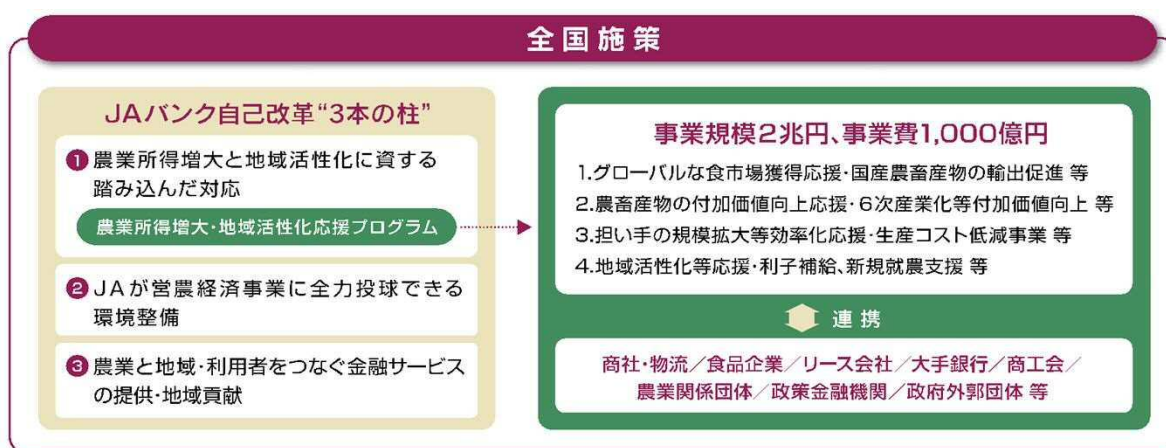 全国施策
JAバンク自己改革“3本の柱”
❶農業所得増大と地域活性化に資する
踏み込んだ対応
農業所得増大・地域活性化応援プログラム
❷JAが営農経済事業に全力投球できる
環境整備
❸農業と地域・利用者をつなぐ金融サービス
の提供・地域貢献
事業規模2兆円、事業費1,000億円
1.グローバルな食市場獲得応援・国産農畜産物の輸出促進 等
2.農畜産物の付加価値向上応援・6次産業化等付加価値向上 等
3.担い手の規模拡大等効率化応援・生産コスト低減事業 等
4.地域活性化等応援・利子補給、新規就農支援 等
連携
商社・物流／食品企業／リース会社／大手銀行／商工会／
農業関係団体／政策金融機関／政府外郭団体 等